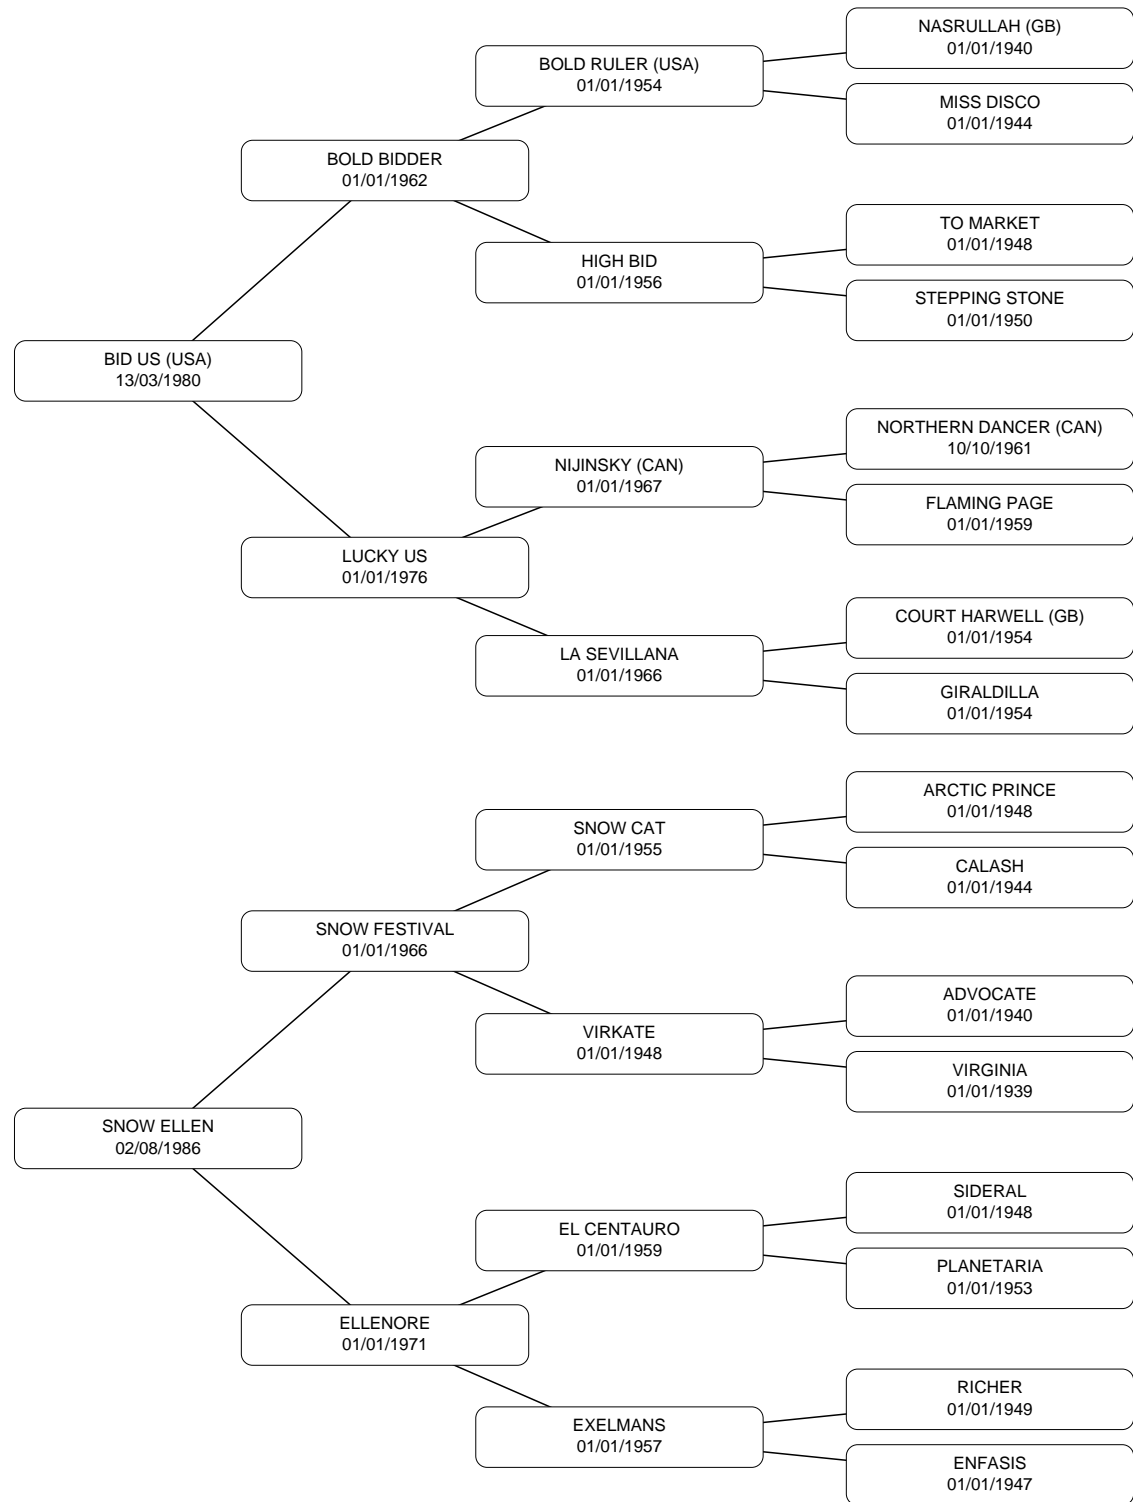 NASRULLAH (GB)
01/01/1940
BOLD RULER (USA)
01/01/1954
MISS DISCO
01/01/1944
BOLD BIDDER
01/01/1962
TO MARKET
01/01/1948
HIGH BID
01/01/1956
STEPPING STONE
01/01/1950
BID US (USA)
13/03/1980
NORTHERN DANCER (CAN)
10/10/1961
NIJINSKY (CAN)
01/01/1967
FLAMING PAGE
01/01/1959
LUCKY US
01/01/1976
COURT HARWELL (GB)
01/01/1954
LA SEVILLANA
01/01/1966
GIRALDILLA
01/01/1954
ARCTIC PRINCE
01/01/1948
SNOW CAT
01/01/1955
CALASH
01/01/1944
SNOW FESTIVAL
01/01/1966
ADVOCATE
01/01/1940
VIRKATE
01/01/1948
VIRGINIA
01/01/1939
SNOW ELLEN
02/08/1986
SIDERAL
01/01/1948
EL CENTAURO
01/01/1959
PLANETARIA
01/01/1953
ELLENORE
01/01/1971
RICHER
01/01/1949
EXELMANS
01/01/1957
ENFASIS
01/01/1947